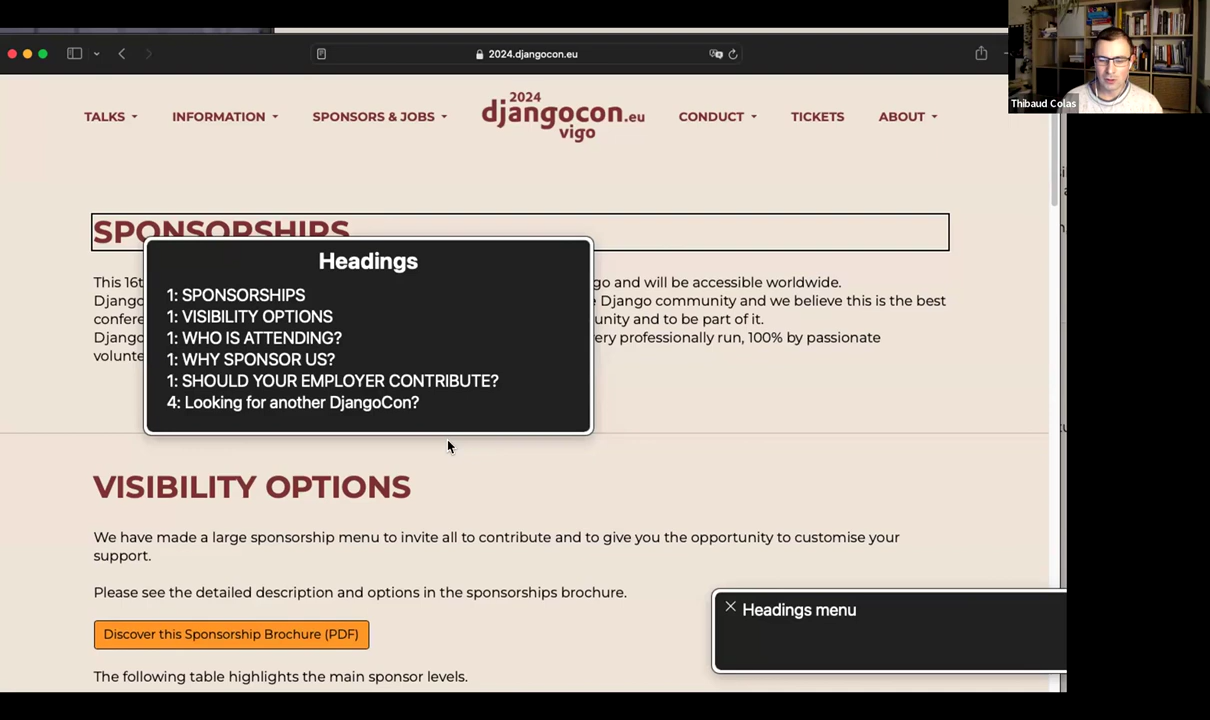 2024.djangocon.eu
Thibaud Colas
TALKS
INFORMATION
SPONSORS & JOBS
2024
djangocon.eu
vigo
CONDUCT
TICKETS
ABOUT
SPONSORSHIPS
This 16t
go and will be accessible worldwide.
Django
e Django community and we believe this is the best
confere
unity and to be part of it.
Django
ery professionally run, 100% by passionate
volunte
Headings
1: SPONSORSHIPS
1: VISIBILITY OPTIONS
1: WHO IS ATTENDING?
1: WHY SPONSOR US?
1: SHOULD YOUR EMPLOYER CONTRIBUTE?
4: Looking for another DjangoCon?
VISIBILITY OPTIONS
We have made a large sponsorship menu to invite all to contribute and to give you the opportunity to customise your
support.
Please see the detailed description and options in the sponsorships brochure.
Discover this Sponsorship Brochure (PDF)
The following table highlights the main sponsor levels.
Headings menu